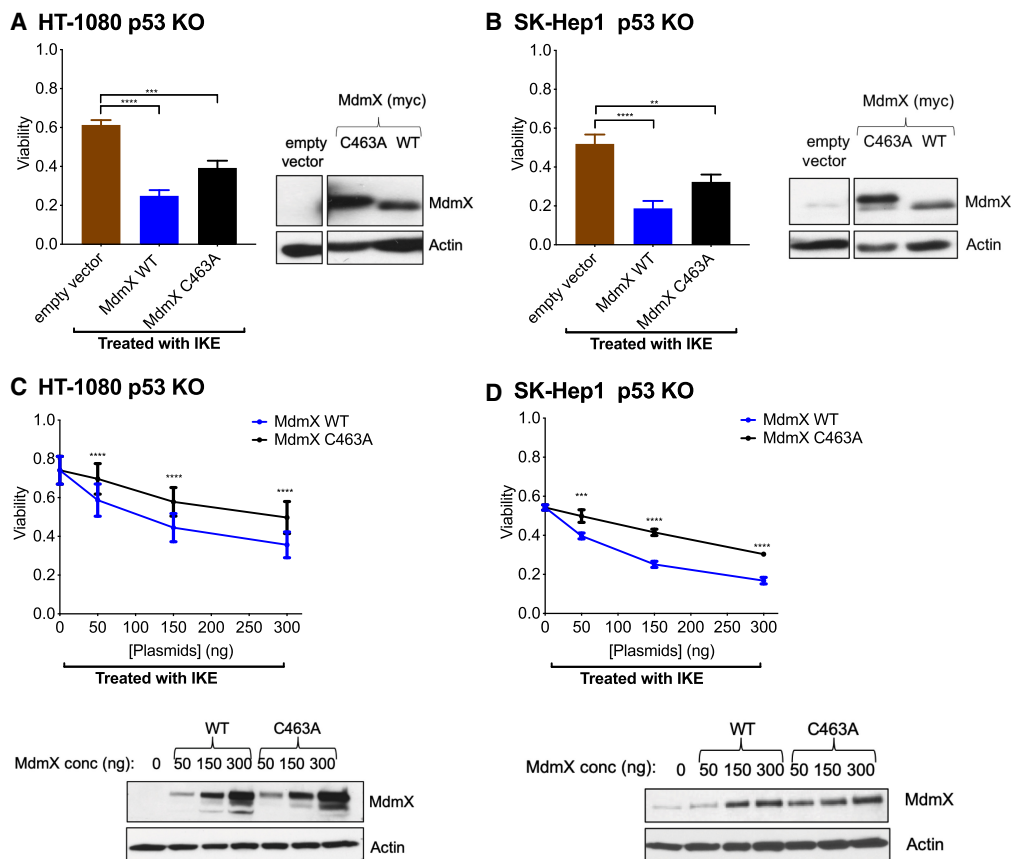 A HT-1080 p53 KO
1.0
0.8
0.6
0.4
0.2
0.0
Viability
****
***
empty vector
MdmX WT
MdmX C463A
Treated with IKE
MdmX (myc)
empty vector
C463A WT
MdmX
Actin
B SK-Hep1 p53 KO
1.0
0.8
0.6
0.4
0.2
0.0
Viability
**
****
empty vector
MdmX WT
MdmX C463A
Treated with IKE
MdmX (myc)
empty vector
C463A WT
MdmX
Actin
C HT-1080 p53 KO
1.0
0.8
0.6
0.4
0.2
0.0
Viability
MdmX WT
MdmX C463A
****
****
****
0 50 100 150 200 250 300
[Plasmids] (ng)
Treated with IKE
WT C463A
MdmX conc (ng): 0 50 150 300 50 150 300
MdmX
Actin
D SK-Hep1 p53 KO
1.0
0.8
0.6
0.4
0.2
0.0
Viability
MdmX WT
MdmX C463A
***
****
****
0 50 100 150 200 250 300
[Plasmids] (ng)
Treated with IKE
WT C463A
MdmX conc (ng): 0 50 150 300 50 150 300
MdmX
Actin